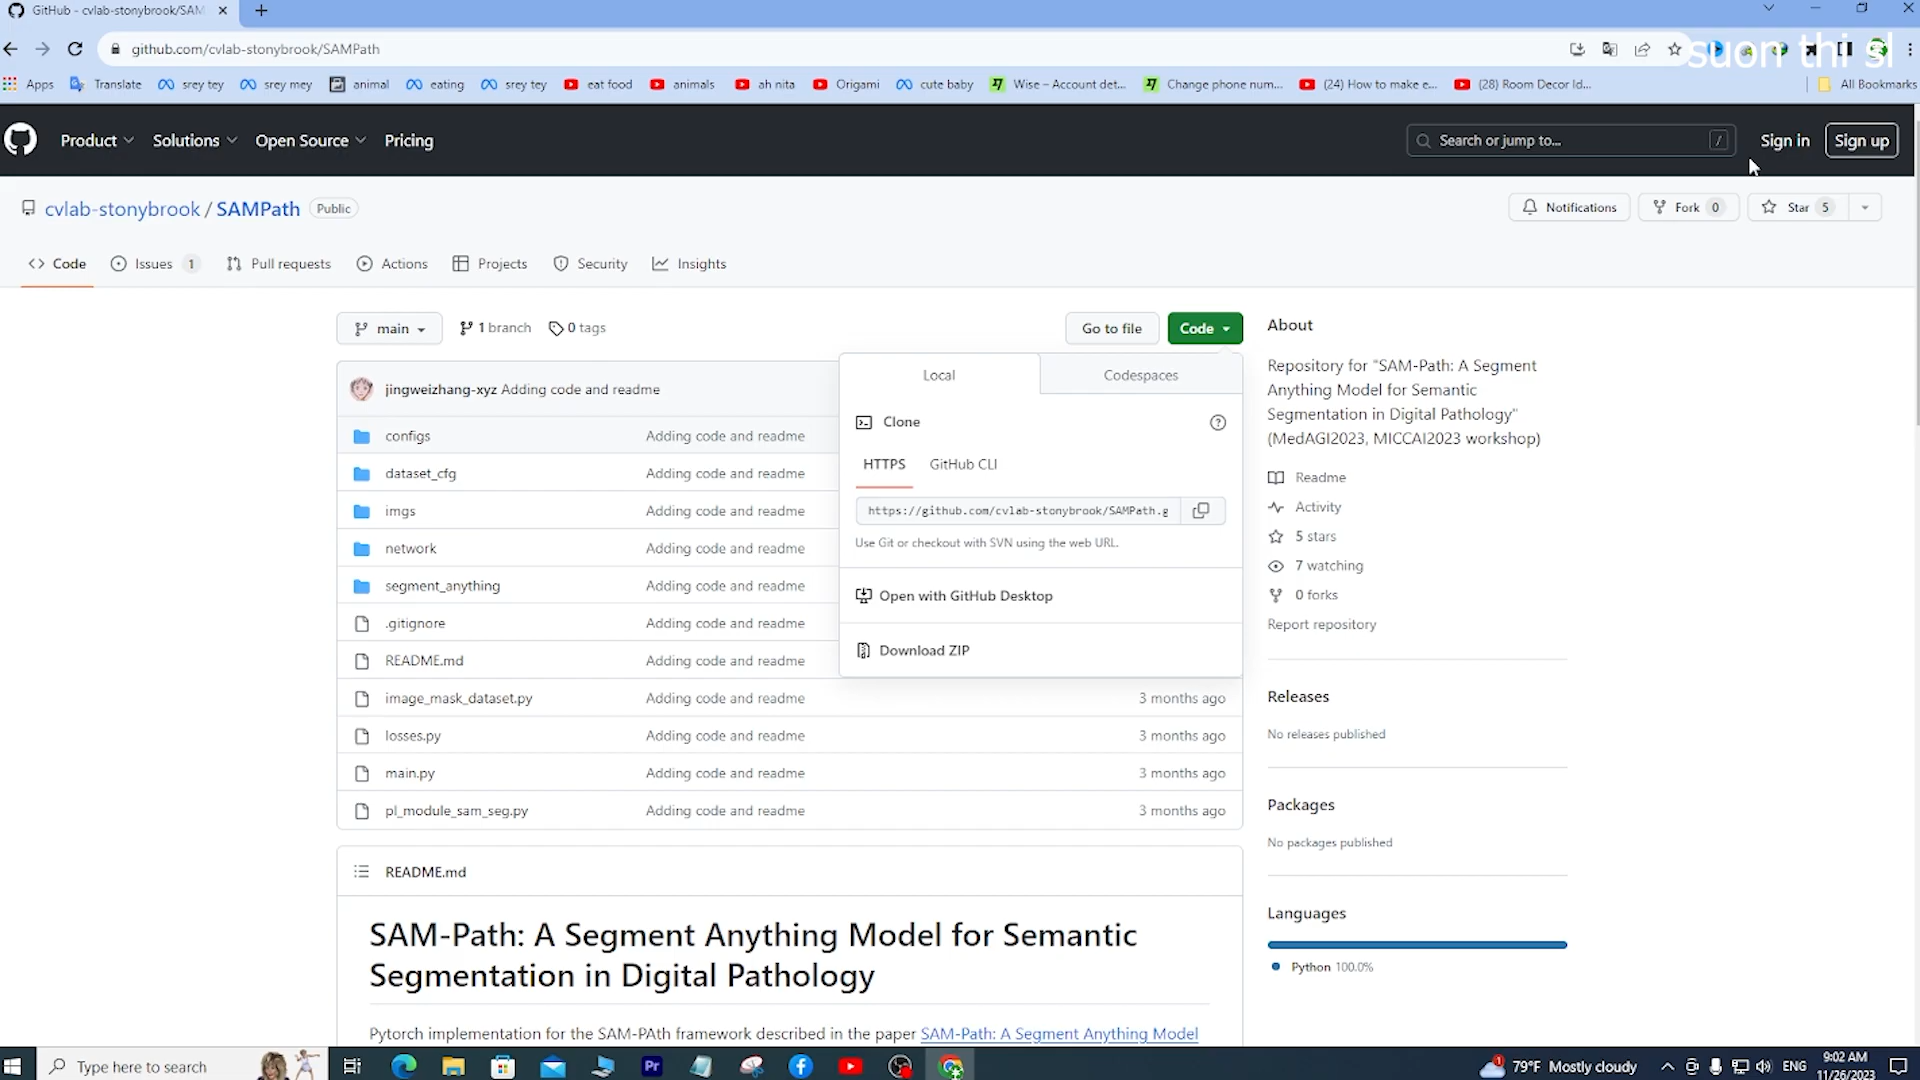 GitHub - cvlab-stonybrook/SAM
github.com/cvlab-stonybrook/SAMPath
suon thi sl
Apps Translate srey tey srey mey animal eating srey tey eat food animals ah nita Origami cute baby Wise – Account det... Change phone num... (24) How to make e... (28) Room Decor Id... All Bookmarks
Product Solutions Open Source Pricing Search or jump to... / Sign in Sign up
cvlab-stonybrook / SAMPath Public Notifications Fork 0 Star 5
Code Issues 1 Pull requests Actions Projects Security Insights
main 1 branch 0 tags Go to file Code
jingweizhang-xyz Adding code and readme
configs Adding code and readme
dataset_cfg Adding code and readme
imgs Adding code and readme
network Adding code and readme
segment_anything Adding code and readme
.gitignore Adding code and readme
README.md Adding code and readme
image_mask_dataset.py Adding code and readme 3 months ago
losses.py Adding code and readme 3 months ago
main.py Adding code and readme 3 months ago
pl_module_sam_seg.py Adding code and readme 3 months ago
Local Codespaces
Clone
HTTPS GitHub CLI
https://github.com/cvlab-stonybrook/SAMPath.g
Use Git or checkout with SVN using the web URL.
Open with GitHub Desktop
Download ZIP
README.md
SAM-Path: A Segment Anything Model for Semantic
Segmentation in Digital Pathology
Pytorch implementation for the SAM-PAth framework described in the paper SAM-Path: A Segment Anything Model
About
Repository for "SAM-Path: A Segment
Anything Model for Semantic
Segmentation in Digital Pathology"
(MedAGI2023, MICCAI2023 workshop)
Readme
Activity
5 stars
7 watching
0 forks
Report repository
Releases
No releases published
Packages
No packages published
Languages
Python 100.0%
Type here to search Pr 1 79°F Mostly cloudy ENG 9:02 AM
11/26/2023